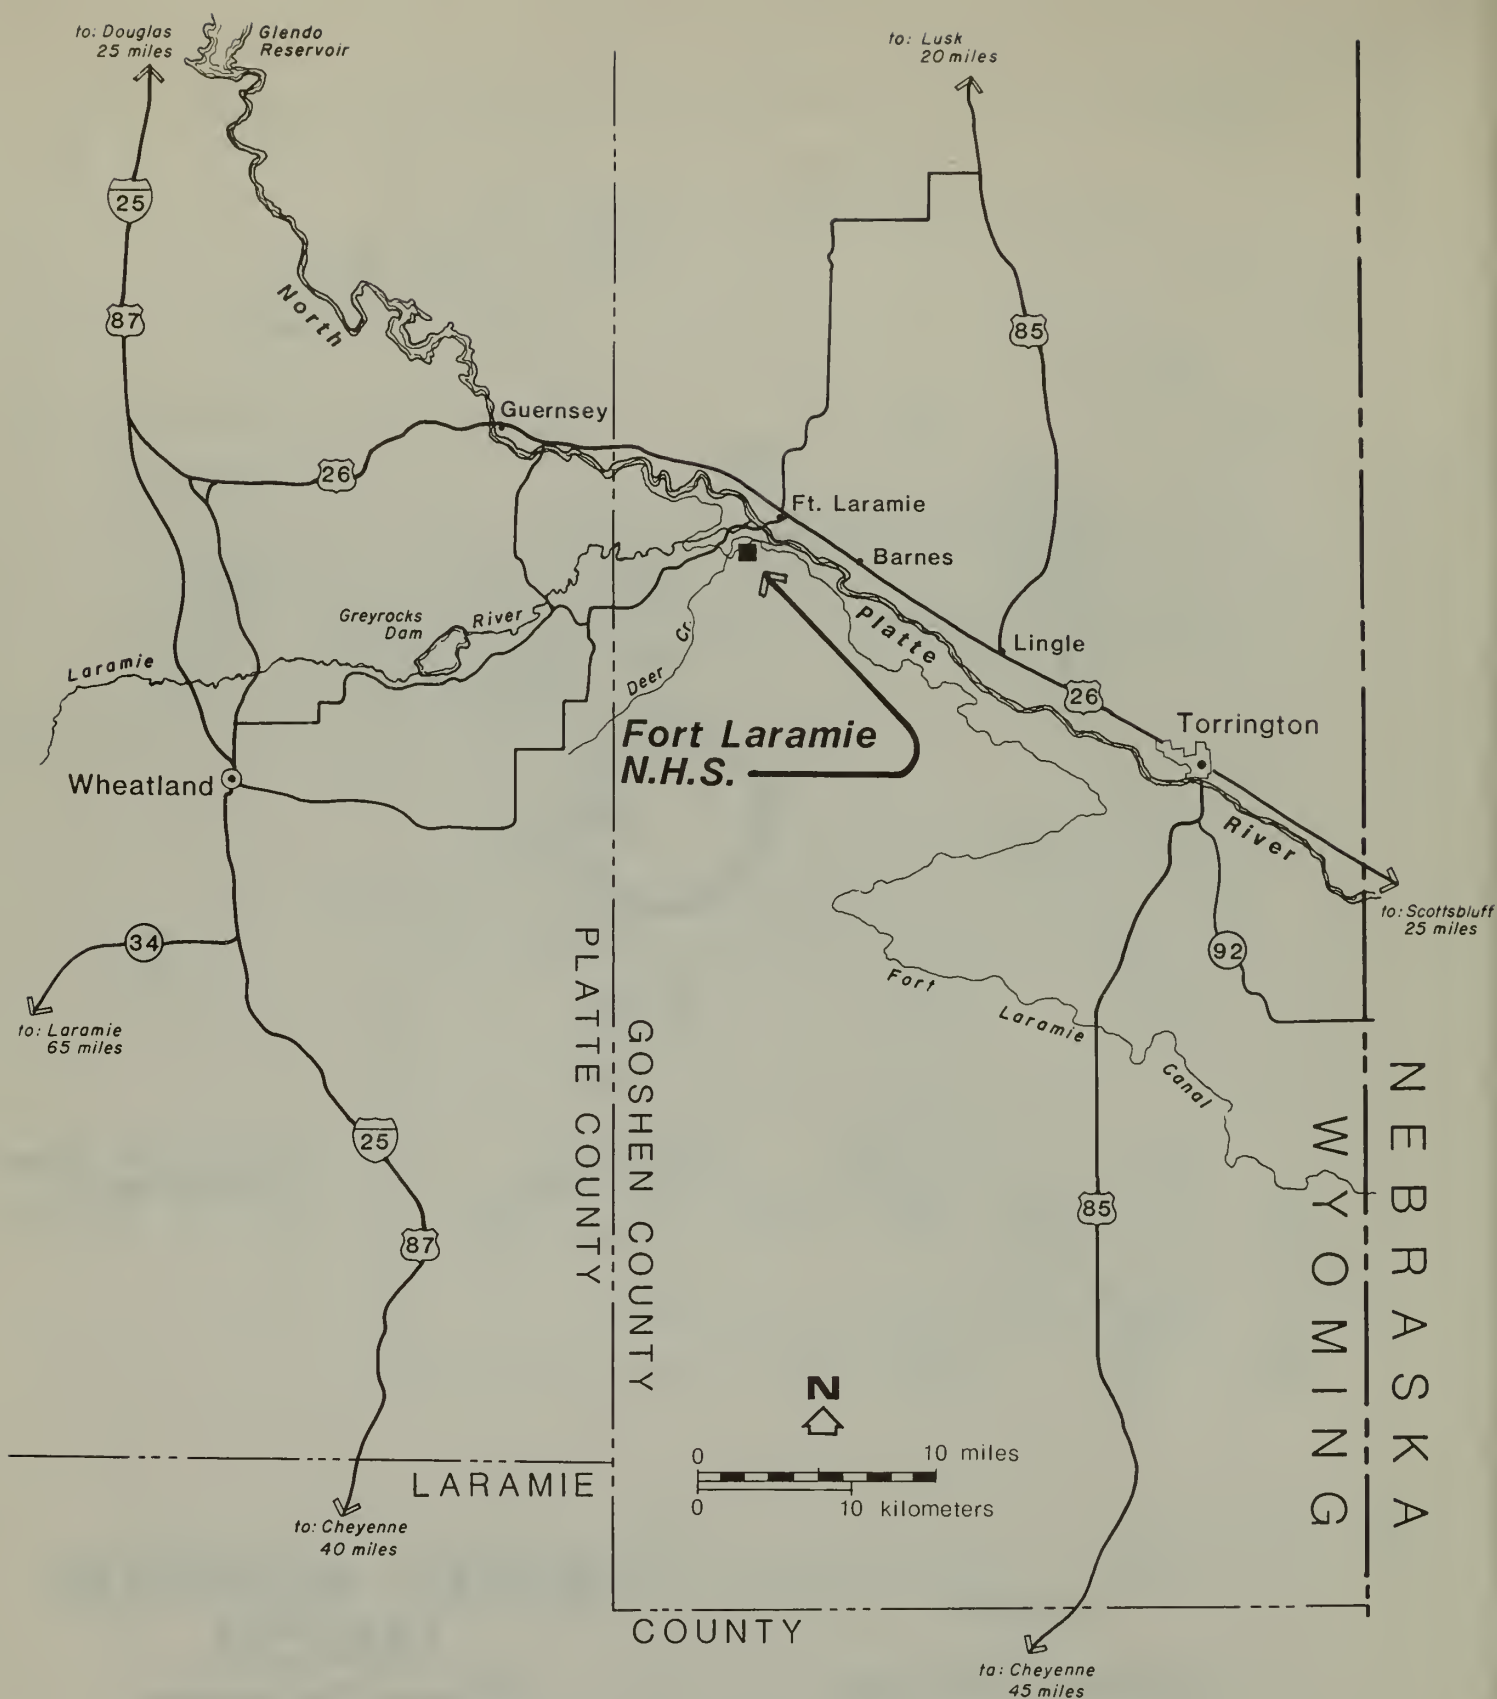 to: Douglas
25 miles
Glendo
Reservoir
to: Lusk
20 miles
25
87
North
85
Guernsey
26
Ft. Laramie
Barnes
Greyrocks
Dam
River
Laramie
Deer
Cr.
Platte
Lingle
26
Torrington
Fort Laramie
N.H.S.
Wheatland
River
to: Scottsbluff
25 miles
34
92
to: Laramie
65 miles
PLATTE COUNTY
GOSHEN COUNTY
Fort
Laramie
Canal
NEBRASKA
WYOMING
25
87
85
N
0
10 miles
0
10 kilometers
LARAMIE
COUNTY
to: Cheyenne
40 miles
ta: Cheyenne
45 miles